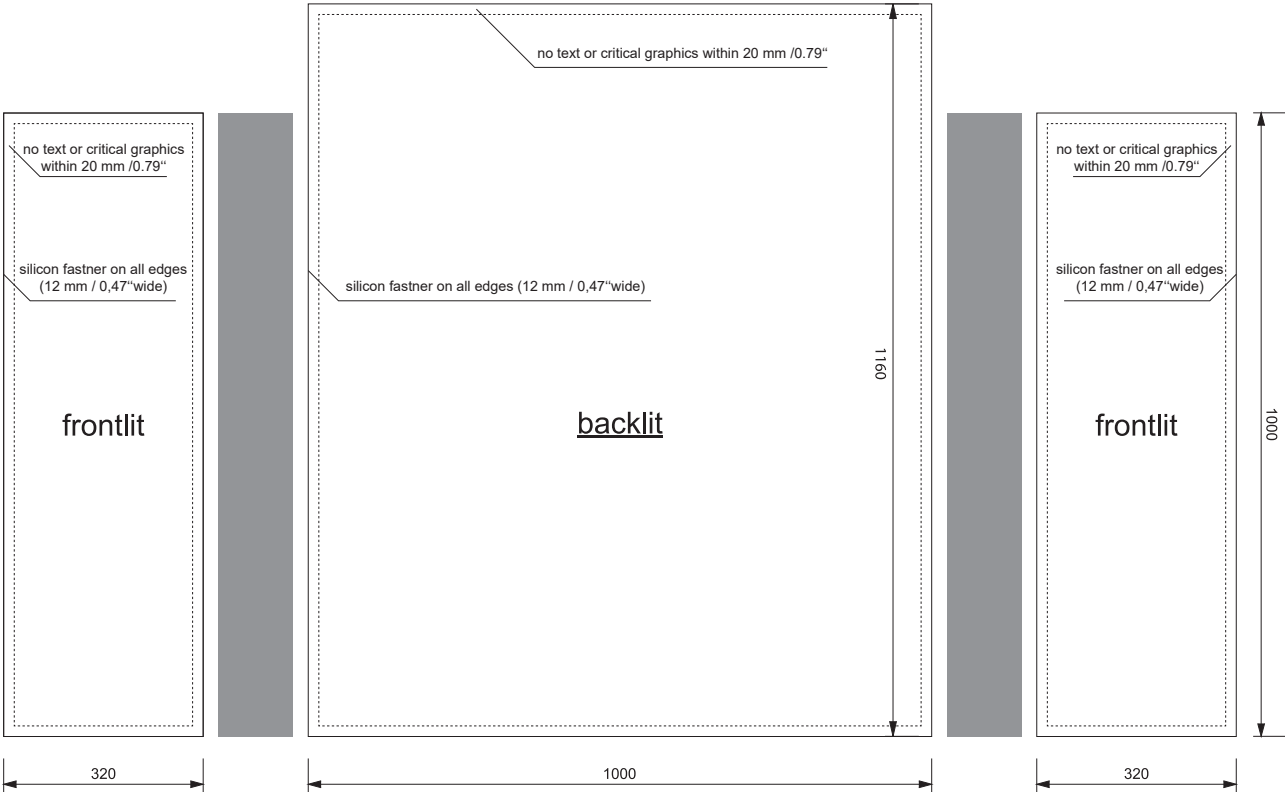 no text or critical graphics within 20 mm /0.79“
no text or critical graphics
within 20 mm /0.79“
no text or critical graphics
within 20 mm /0.79“
silicon fastner on all edges
(12 mm / 0,47“wide)
silicon fastner on all edges (12 mm / 0,47“wide)
silicon fastner on all edges
(12 mm / 0,47“wide)
1160
frontlit
backlit
frontlit
1000
320
1000
320